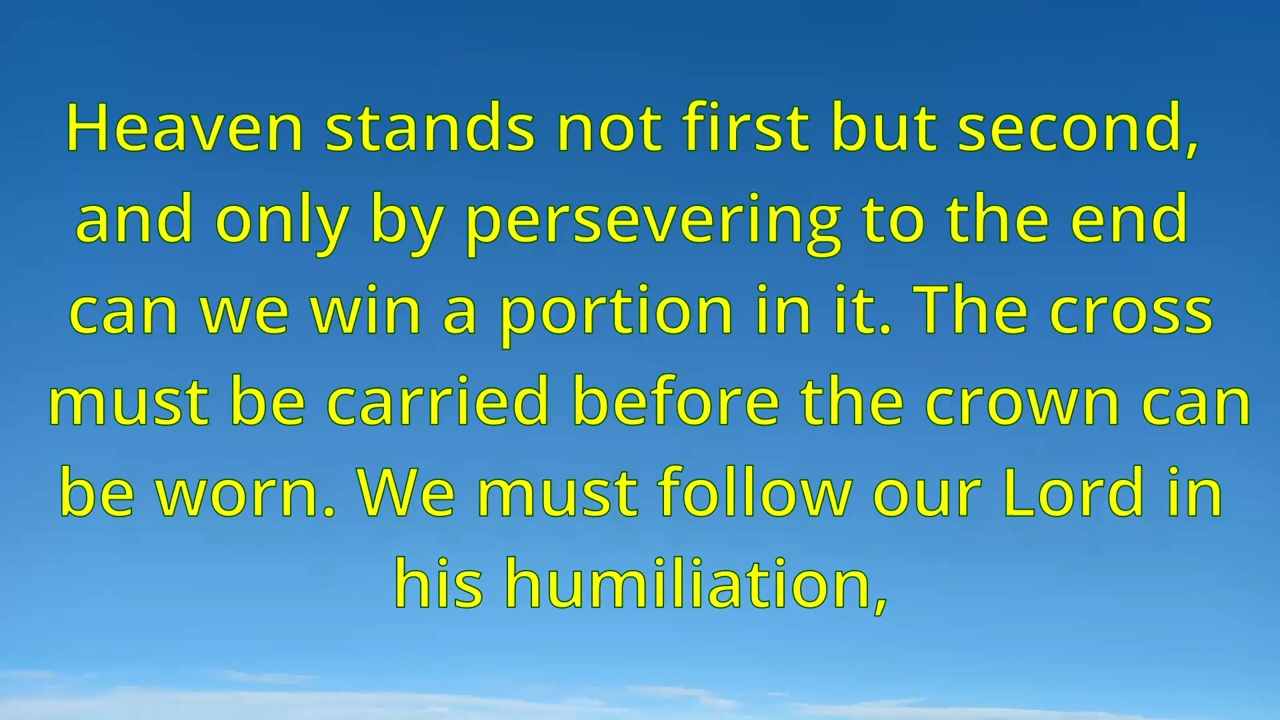 Heaven stands not first but second,
and only by persevering to the end
can we win a portion in it. The cross
must be carried before the crown can
be worn. We must follow our Lord in
his humiliation,